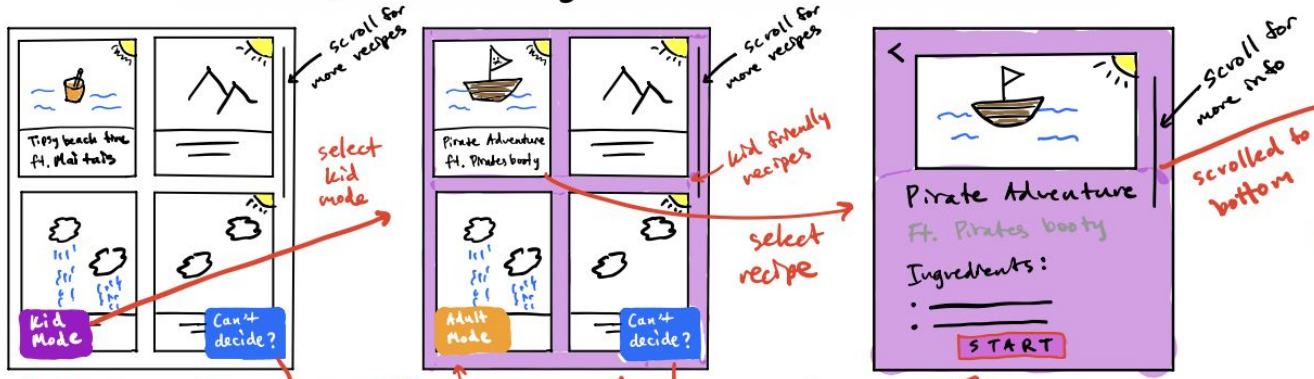 Tipsy beach time
ft. Mai tais
Kid
Mode
Can't
decide?
scroll for
more recipes
select
kid
mode
Pirate Adventure
ft. Pirates booty
Adult
Mode
Can't
decide?
scroll for
more recipes
kid friendly
recipes
select
recipe
<
Pirate Adventure
Ft. Pirates booty
Ingredients:
START
scroll for
more info
scrolled to
bottom